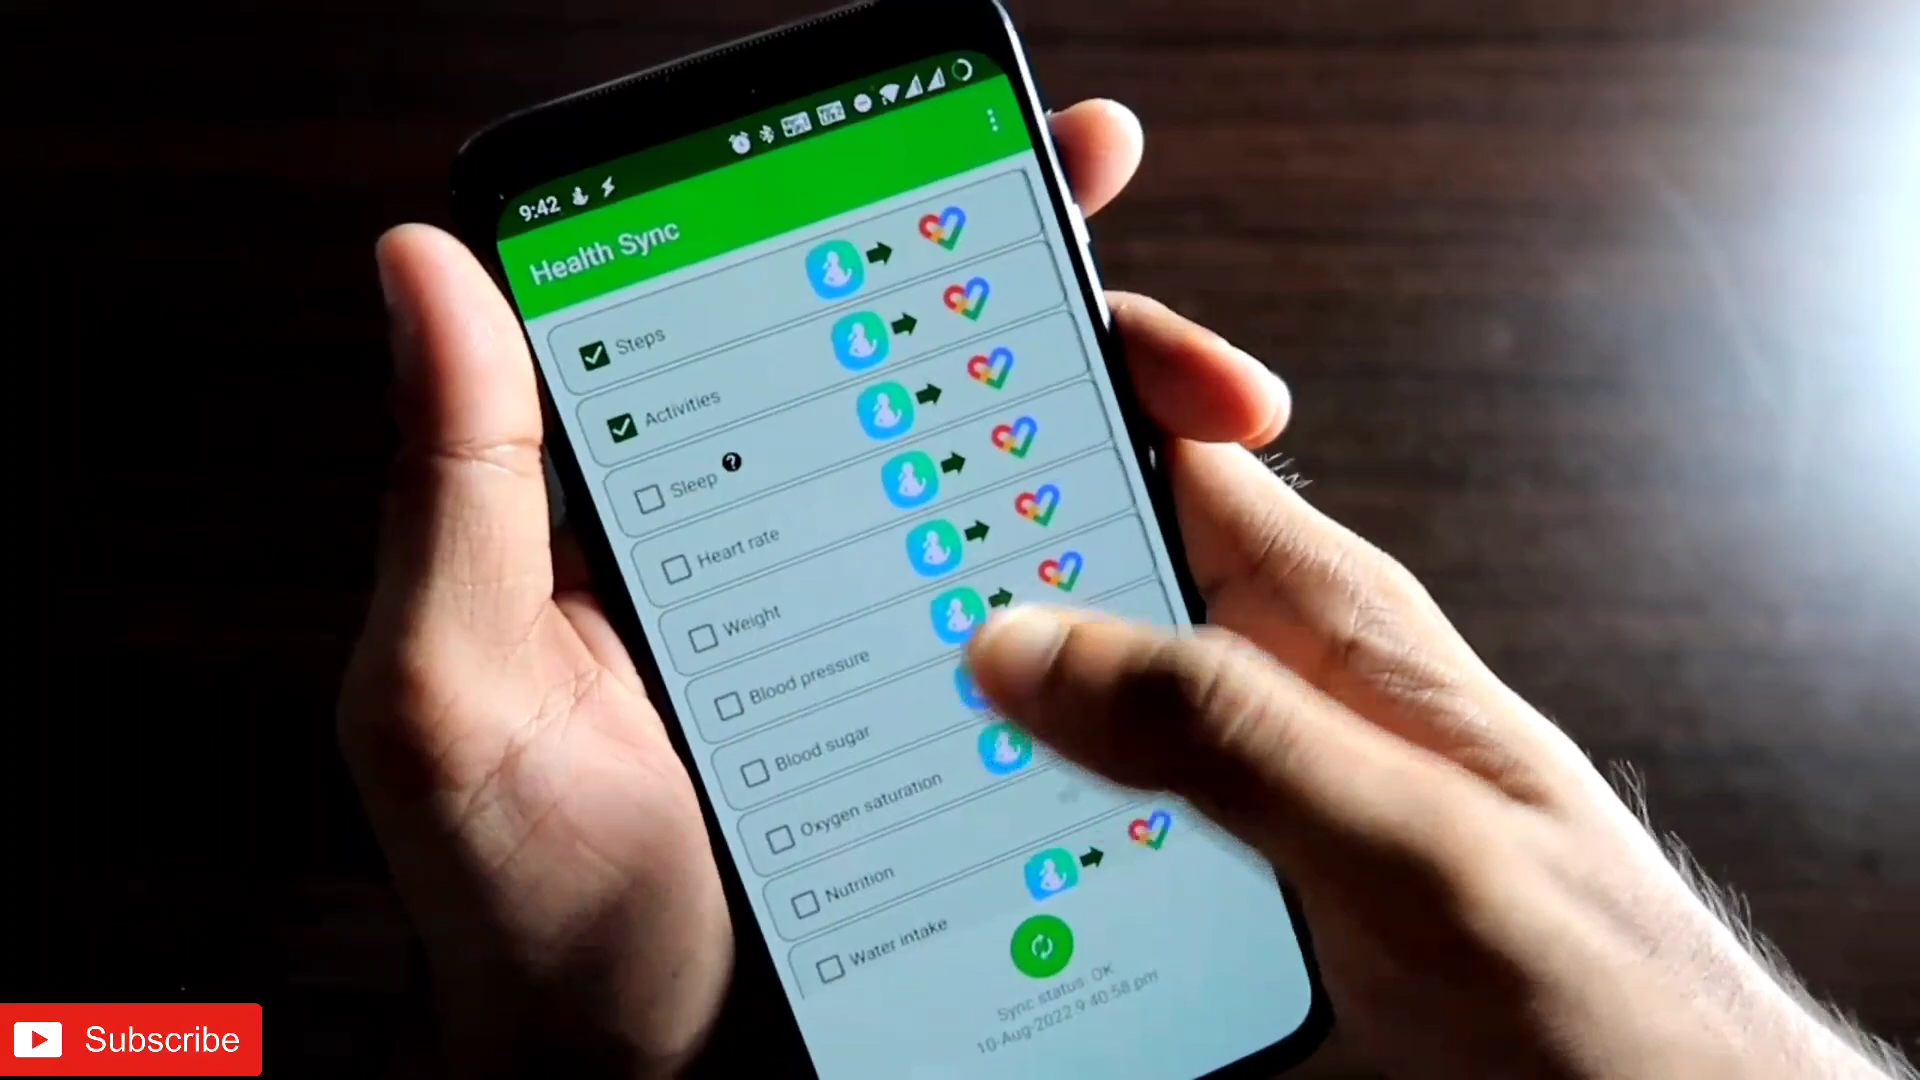 9:42
Health Sync
Steps
Activities
Sleep ?
Heart rate
Weight
Blood pressure
Blood sugar
Oxygen saturation
Nutrition
Water intake
Sync status: OK
10-Aug-2022 9:40:58 pm
Subscribe